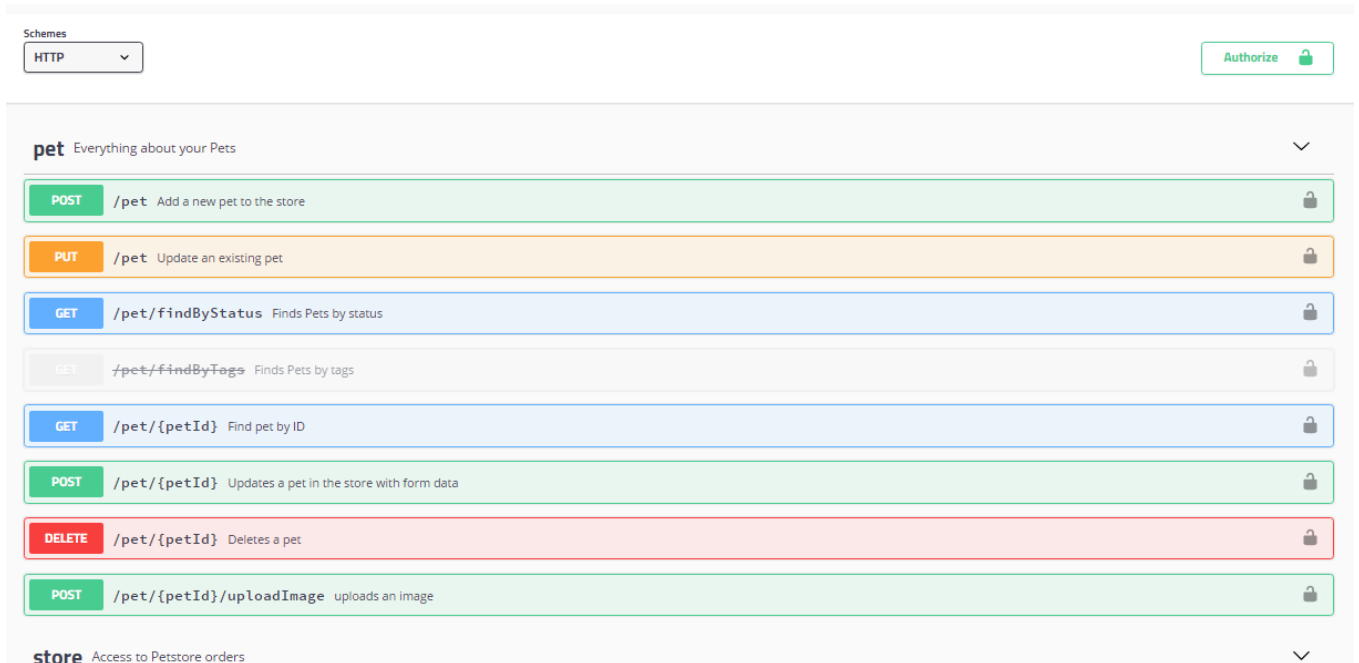 Schemes
HTTP
Authorize
pet Everything about your Pets
POST /pet Add a new pet to the store
PUT /pet Update an existing pet
GET /pet/findByStatus Finds Pets by status
GET /pet/findByTags Finds Pets by tags
GET /pet/{petId} Find pet by ID
POST /pet/{petId} Updates a pet in the store with form data
DELETE /pet/{petId} Deletes a pet
POST /pet/{petId}/uploadImage uploads an image
store Access to Petstore orders